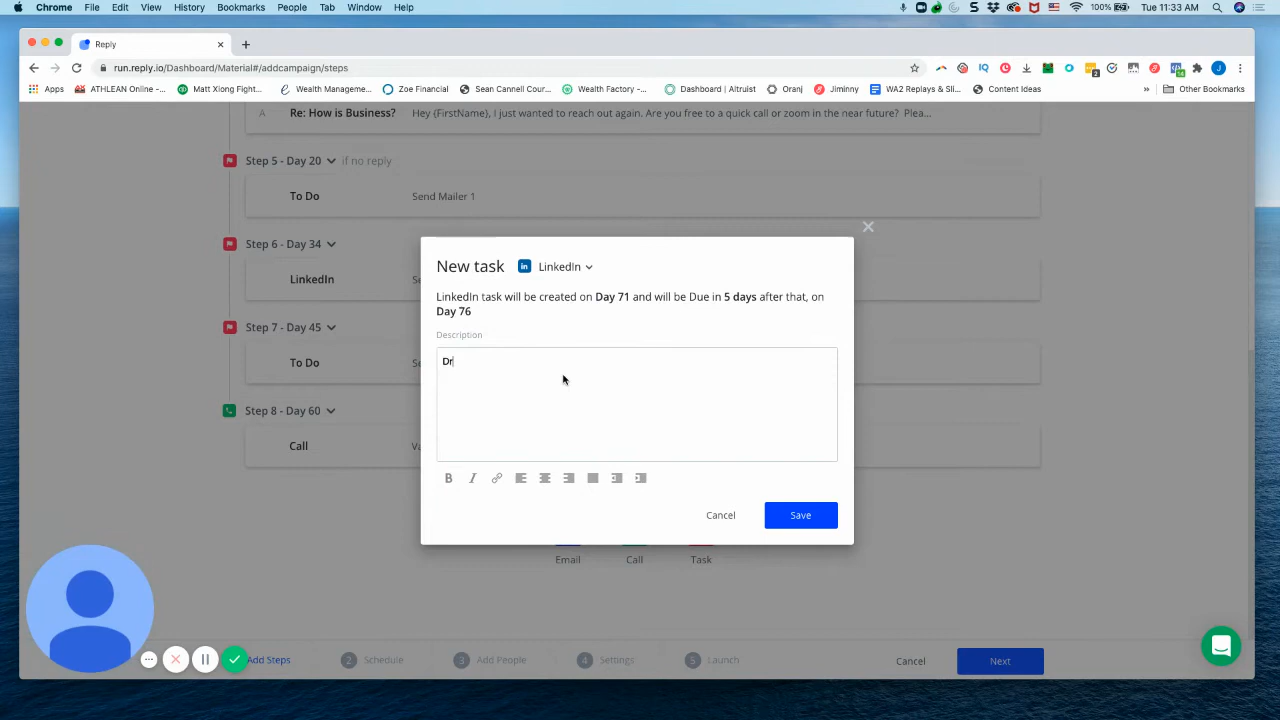 Chrome File Edit View History Bookmarks People Tab Window Help
100% Tue 11:33 AM
Reply
run.reply.io/Dashboard/Material#/addcampaign/steps
Apps ATHLEAN Online -... Matt Xiong Fight... Wealth Manageme... Zoe Financial Sean Cannell Cour... Wealth Factory -... Dashboard | Altruist Oranj Jiminny WA2 Replays & Sli... Content Ideas » Other Bookmarks
A Re: How is Business? Hey {FirstName}, I just wanted to reach out again. Are you free to a quick call or zoom in the near future? Plea...
Step 5 - Day 20 if no reply
To Do Send Mailer 1
Step 6 - Day 34
LinkedIn Se
Step 7 - Day 45
To Do Se
Step 8 - Day 60
Call Va
New task LinkedIn
LinkedIn task will be created on Day 71 and will be Due in 5 days after that, on
Day 76
Description
Dr
B I
Cancel Save
Email Call Task
Add Steps 2 Schedule 3 Add People 4 Settings 5 Launch Cancel Next